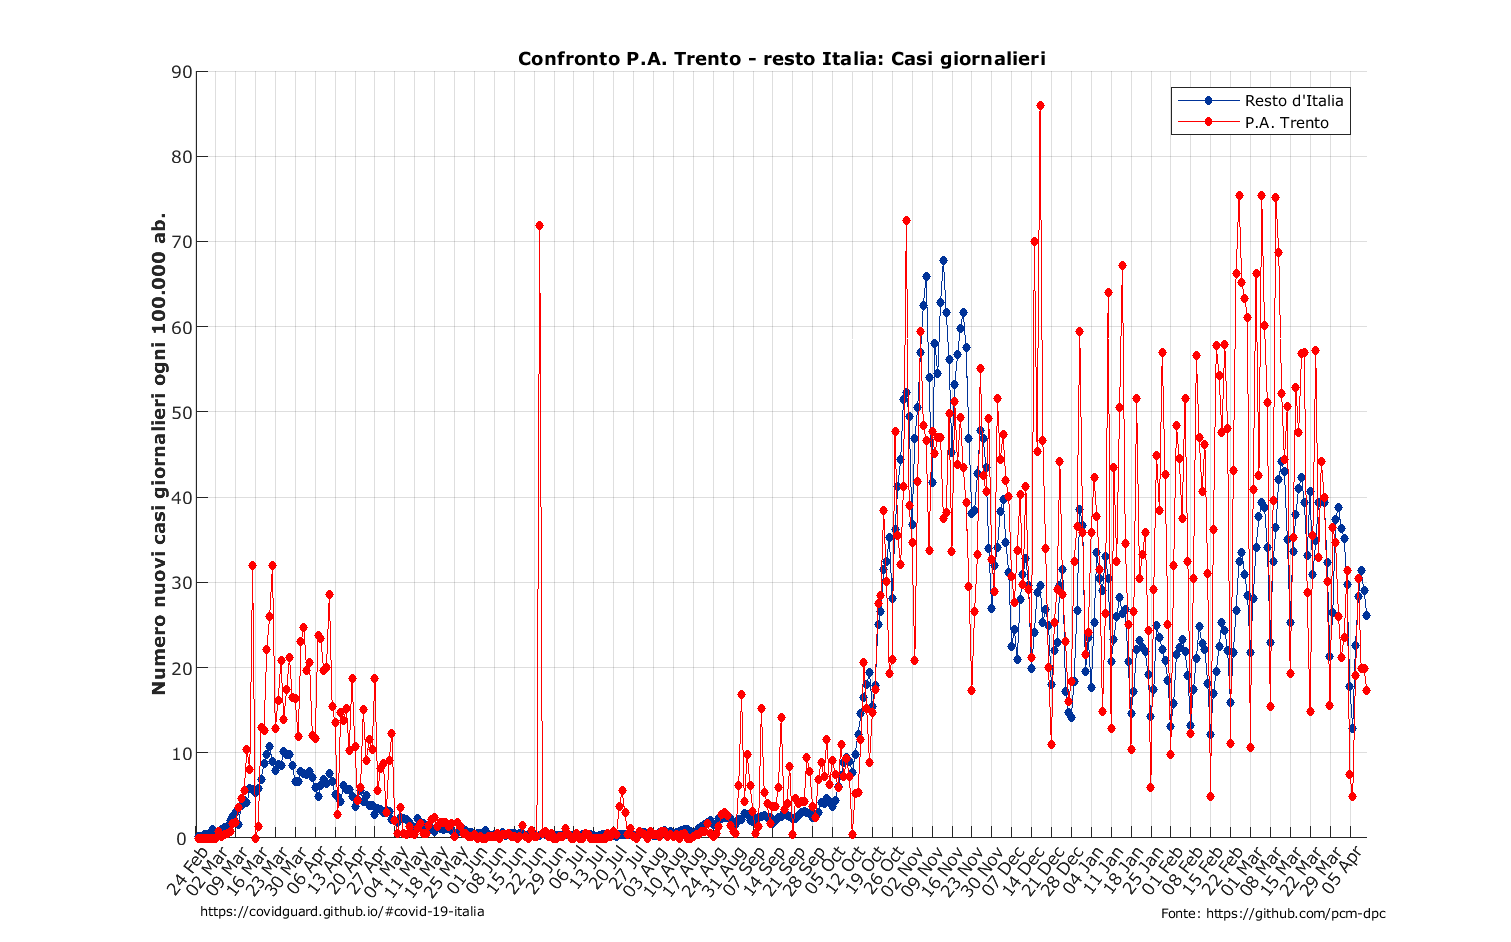 Confronto P.A. Trento - resto Italia: Casi giornalieri
Numero nuovi casi giornalieri ogni 100.000 ab.
90
80
70
60
50
40
30
20
10
0
Resto d'Italia
P.A. Trento
24 Feb
02 Mar
09 Mar
16 Mar
23 Mar
30 Mar
06 Apr
13 Apr
20 Apr
27 Apr
04 May
11 May
18 May
25 May
01 Jun
08 Jun
15 Jun
22 Jun
29 Jun
06 Jul
13 Jul
20 Jul
27 Jul
03 Aug
10 Aug
17 Aug
24 Aug
31 Aug
07 Sep
14 Sep
21 Sep
28 Sep
05 Oct
12 Oct
19 Oct
26 Oct
02 Nov
09 Nov
16 Nov
23 Nov
30 Nov
07 Dec
14 Dec
21 Dec
28 Dec
04 Jan
11 Jan
18 Jan
25 Jan
01 Feb
08 Feb
15 Feb
22 Feb
01 Mar
08 Mar
15 Mar
22 Mar
29 Mar
05 Apr
https://covidguard.github.io/#covid-19-italia
Fonte: https://github.com/pcm-dpc